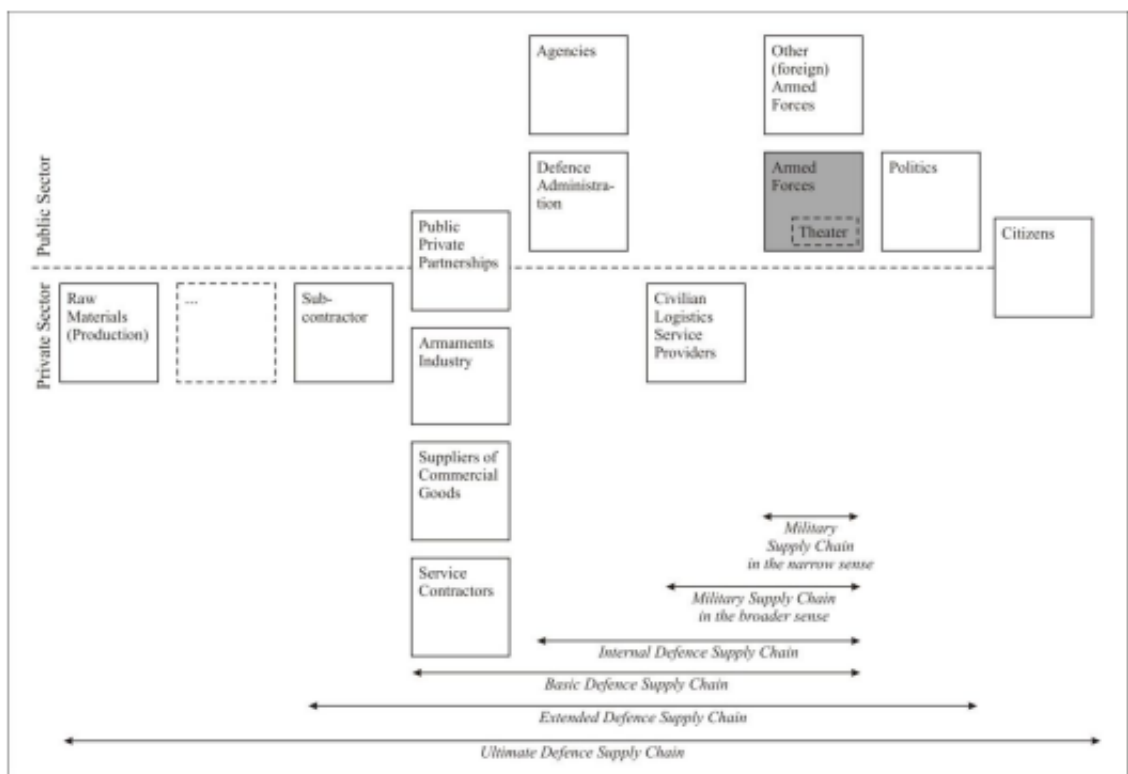 Agencies
Other
(foreign)
Armed
Forces
Public Sector
Defence
Administra-
tion
Armed
Forces
Theater
Politics
Public
Private
Partnerships
Citizens
Private Sector
Raw
Materials
(Production)
...
Sub-
contractor
Civilian
Logistics
Service
Providers
Armaments
Industry
Suppliers of
Commercial
Goods
Service
Contractors
Military
Supply Chain
in the narrow sense
Military Supply Chain
in the broader sense
Internal Defence Supply Chain
Basic Defence Supply Chain
Extended Defence Supply Chain
Ultimate Defence Supply Chain